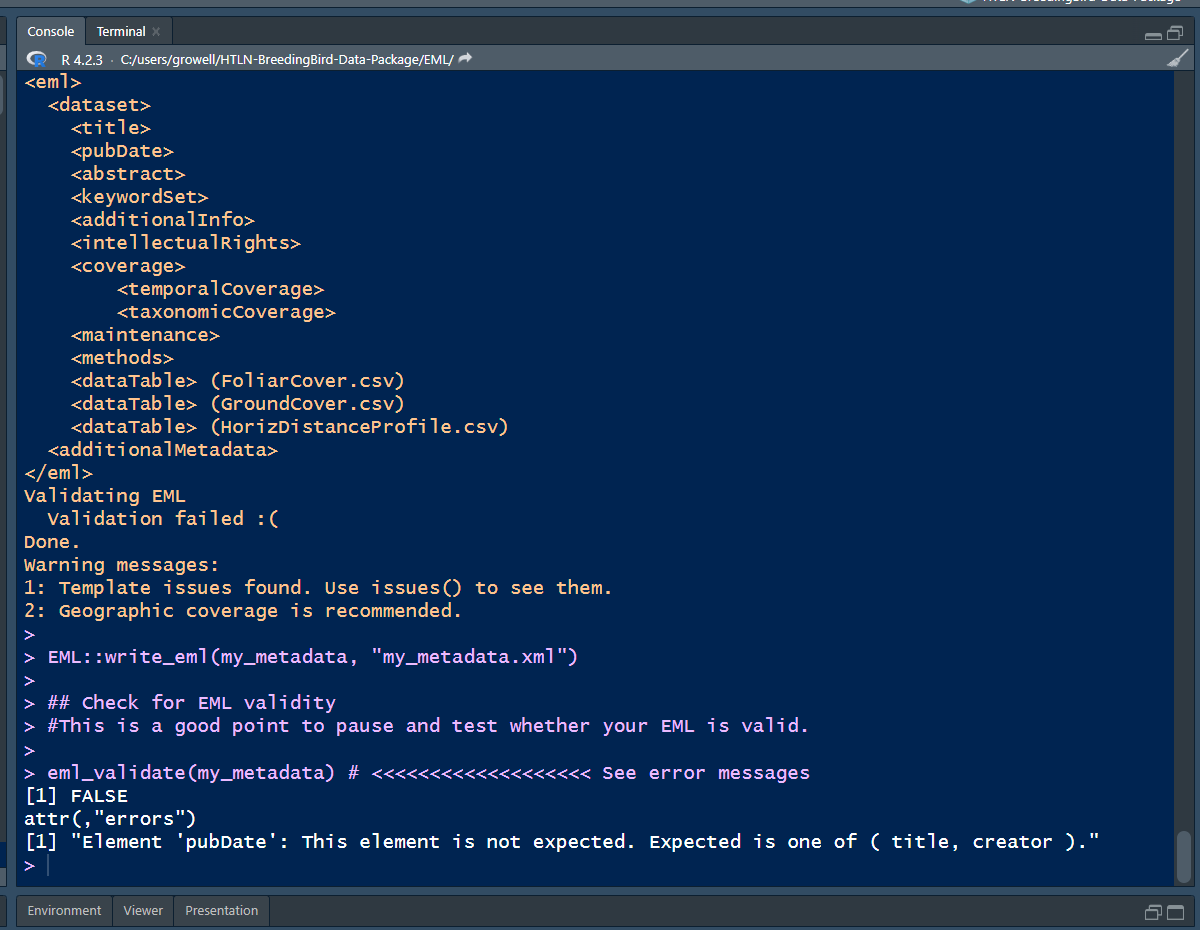 Console Terminal
R 4.2.3 · C:/users/growell/HTLN-BreedingBird-Data-Package/EML/
<eml>
<dataset>
<title>
<pubDate>
<abstract>
<keywordSet>
<additionalInfo>
<intellectualRights>
<coverage>
<temporalCoverage>
<taxonomicCoverage>
<maintenance>
<methods>
<dataTable> (FoliarCover.csv)
<dataTable> (GroundCover.csv)
<dataTable> (HorizDistanceProfile.csv)
<additionalMetadata>
</eml>
Validating EML
Validation failed :(
Done.
Warning messages:
1: Template issues found. Use issues() to see them.
2: Geographic coverage is recommended.
>
> EML::write_eml(my_metadata, "my_metadata.xml")
>
> ## Check for EML validity
> #This is a good point to pause and test whether your EML is valid.
>
> eml_validate(my_metadata) # <<<<<<<<<<<<<<<<<<< See error messages
[1] FALSE
attr(,"errors")
[1] "Element 'pubDate': This element is not expected. Expected is one of ( title, creator )."
>
Environment Viewer Presentation